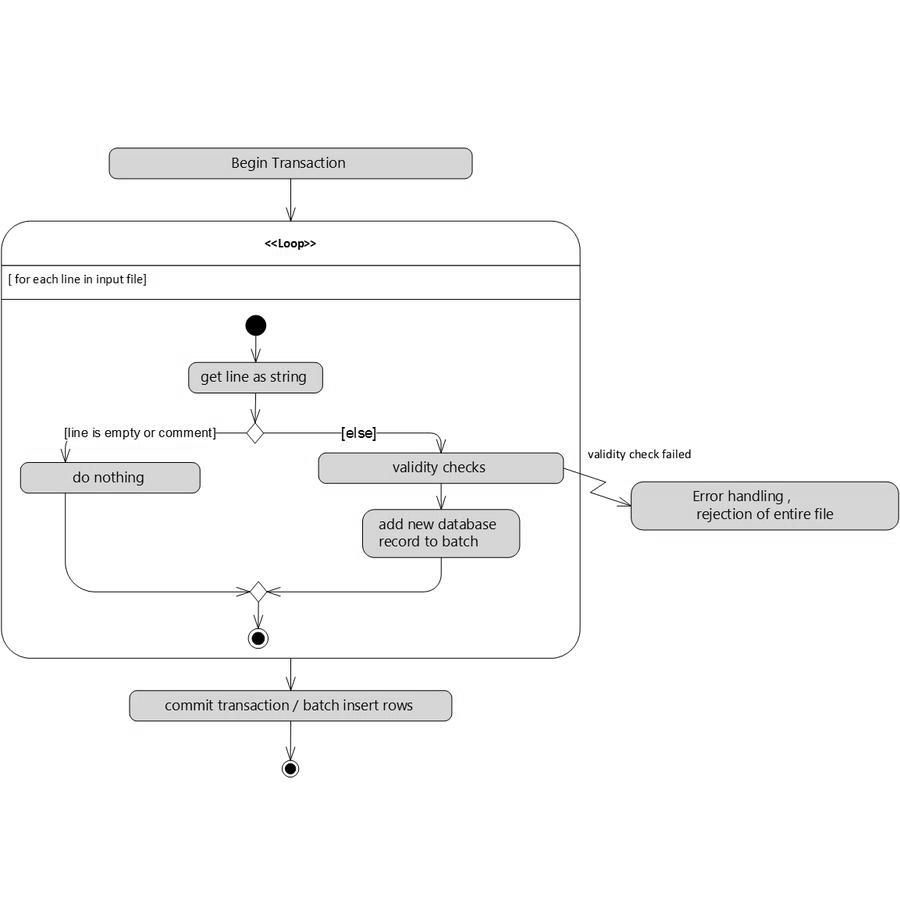 Begin Transaction
<<Loop>>
[ for each line in input file]
get line as string
[line is empty or comment]
[else]
do nothing
validity checks
validity check failed
Error handling ,
rejection of entire file
add new database
record to batch
commit transaction / batch insert rows